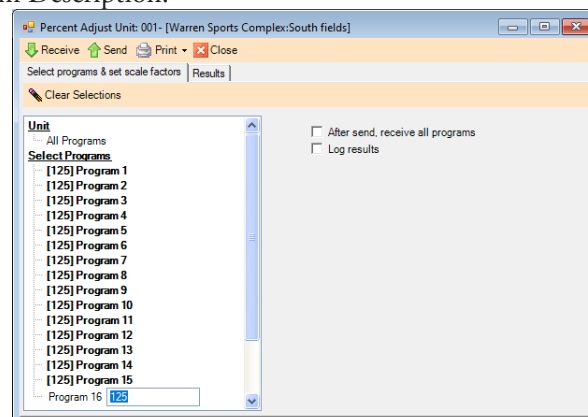 Description:
Percent Adjust Unit: 001- [Warren Sports Complex:South fields]
Receive Send Print Close
Select programs & set scale factors Results
Clear Selections
Unit
All Programs
Select Programs
[125] Program 1
[125] Program 2
[125] Program 3
[125] Program 4
[125] Program 5
[125] Program 6
[125] Program 7
[125] Program 8
[125] Program 9
[125] Program 10
[125] Program 11
[125] Program 12
[125] Program 13
[125] Program 14
[125] Program 15
Program 16 125
After send, receive all programs
Log results